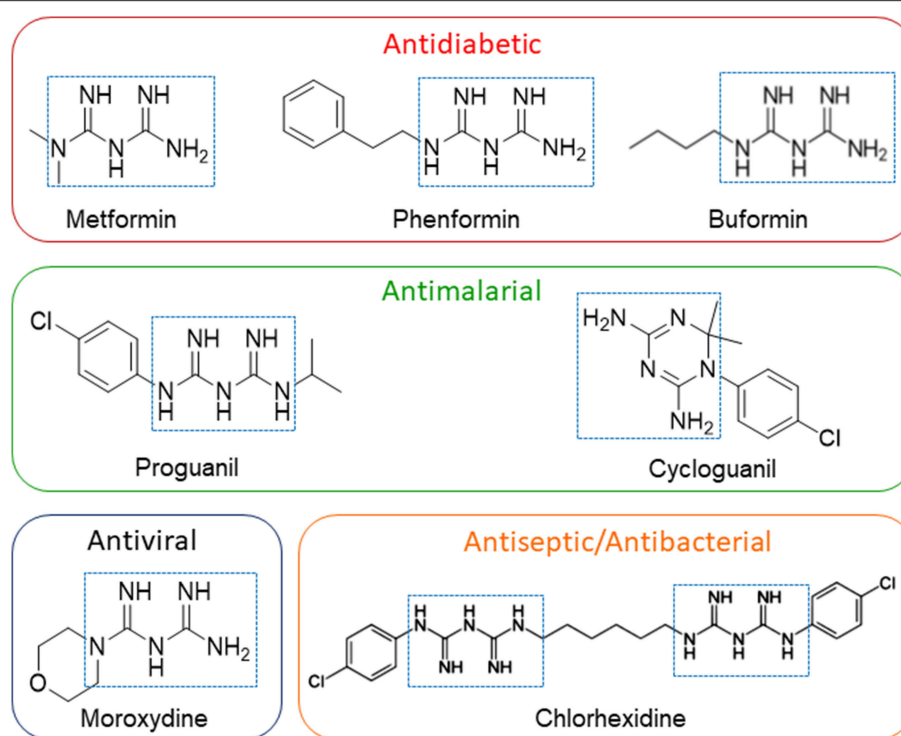 Antidiabetic
NH NH
N N H NH2
Metformin
N H N H NH NH NH2
Phenformin
N H N H NH NH NH2
Buformin
Antimalarial
Cl
NH NH
N H N H N H
Proguanil
H2N N
N N
NH2
Cl
Cycloguanil
Antiviral
NH NH
N N H NH2
O
Moroxydine
Antiseptic/Antibacterial
H N H N H N
NH NH
Cl
NH NH
N H N H N H
Cl
Chlorhexidine